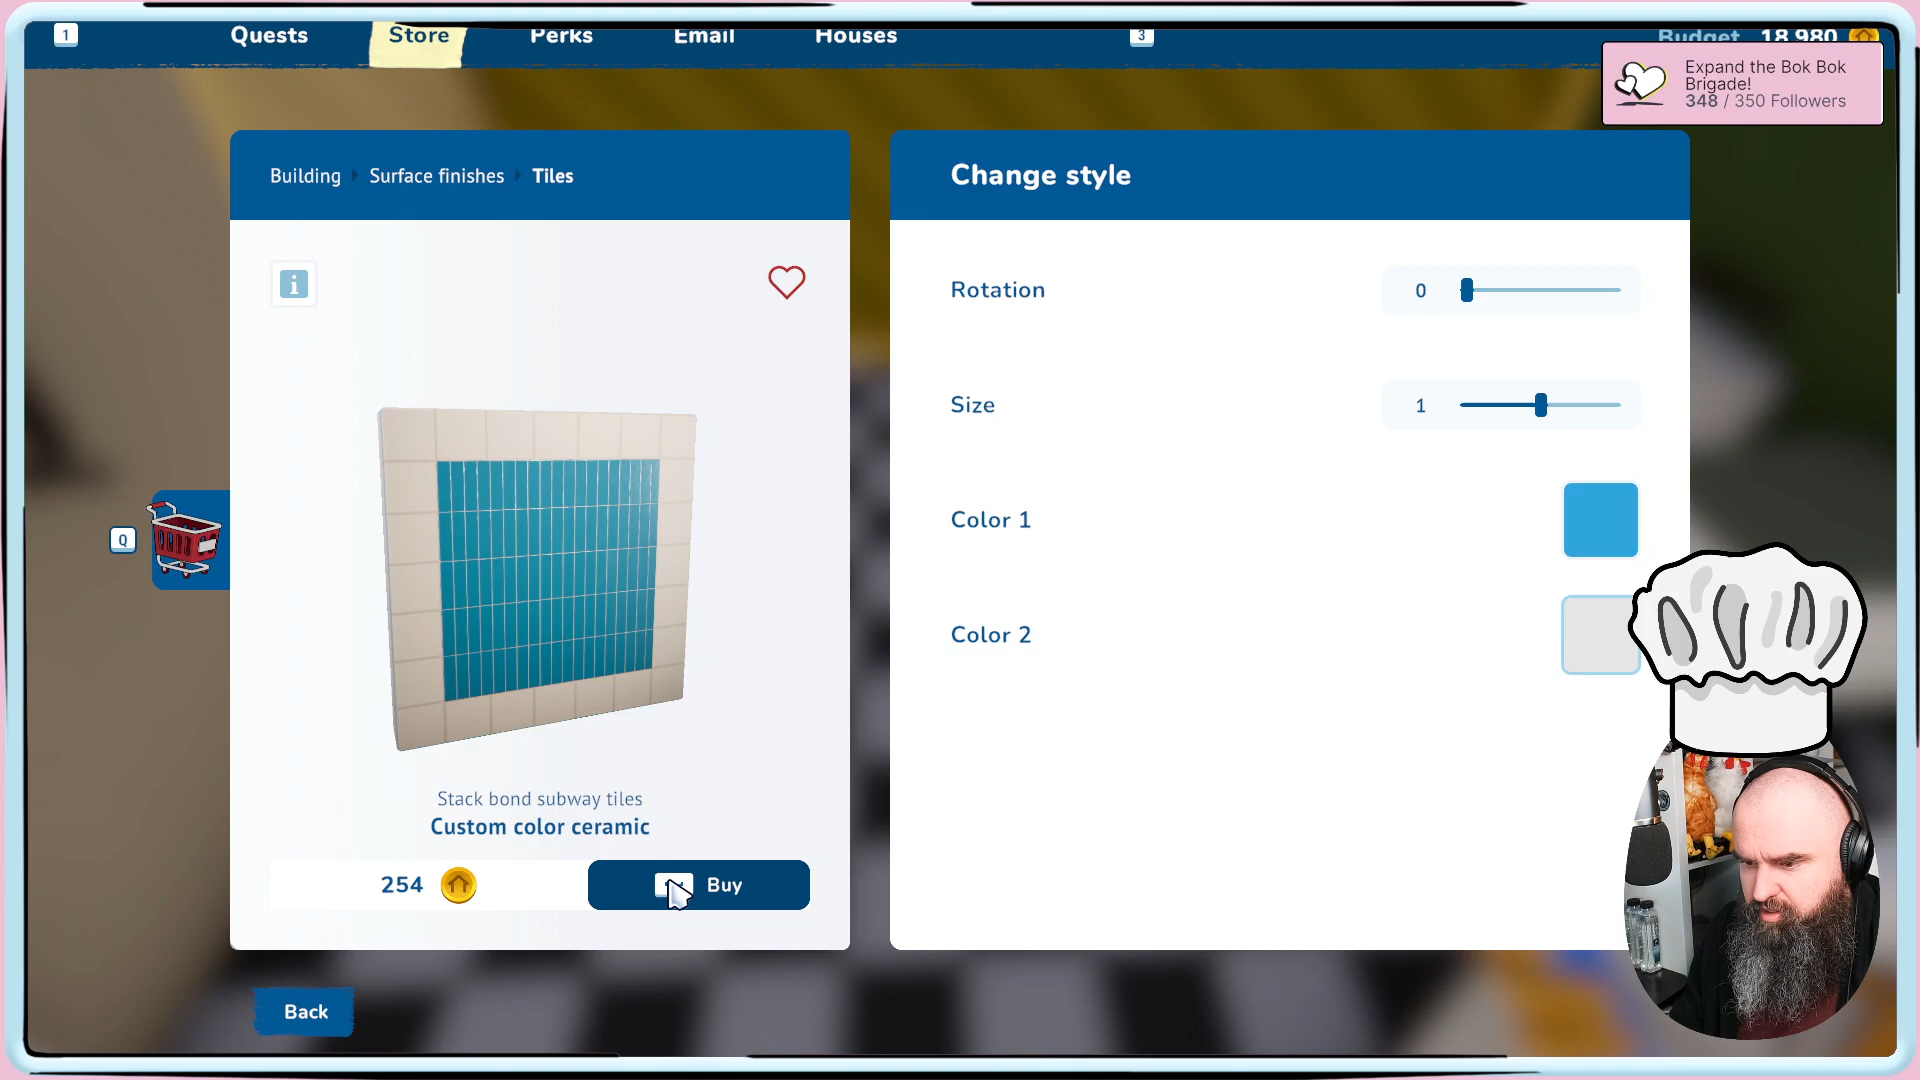 1
Quests
Store
Perks
Email
Houses
3
Budget 18 980
Expand the Bok Bok
Brigade!
348 / 350 Followers
Building
Surface finishes
Tiles
Change style
i
Rotation
0
Size
1
Color 1
Q
Color 2
Stack bond subway tiles
Custom color ceramic
254
Buy
Back